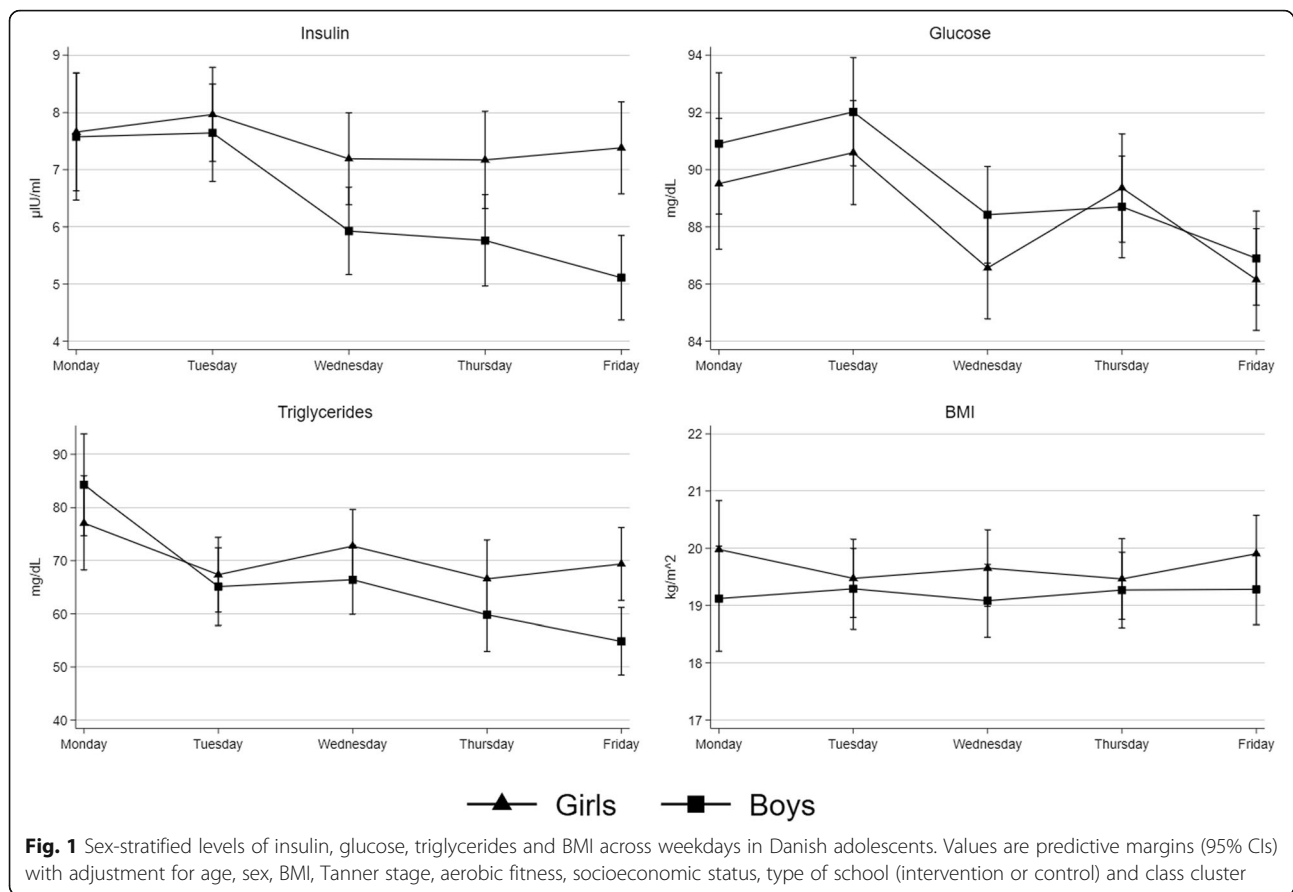 Insulin
9
8
7
6
5
4
µIU/ml
Monday Tuesday Wednesday Thursday Friday
Glucose
94
92
90
88
86
84
mg/dL
Monday Tuesday Wednesday Thursday Friday
Triglycerides
90
80
70
60
50
40
mg/dL
Monday Tuesday Wednesday Thursday Friday
BMI
22
21
20
19
18
17
kg/m^2
Monday Tuesday Wednesday Thursday Friday
Girls Boys
Fig. 1 Sex-stratified levels of insulin, glucose, triglycerides and BMI across weekdays in Danish adolescents. Values are predictive margins (95% CIs)
with adjustment for age, sex, BMI, Tanner stage, aerobic fitness, socioeconomic status, type of school (intervention or control) and class cluster